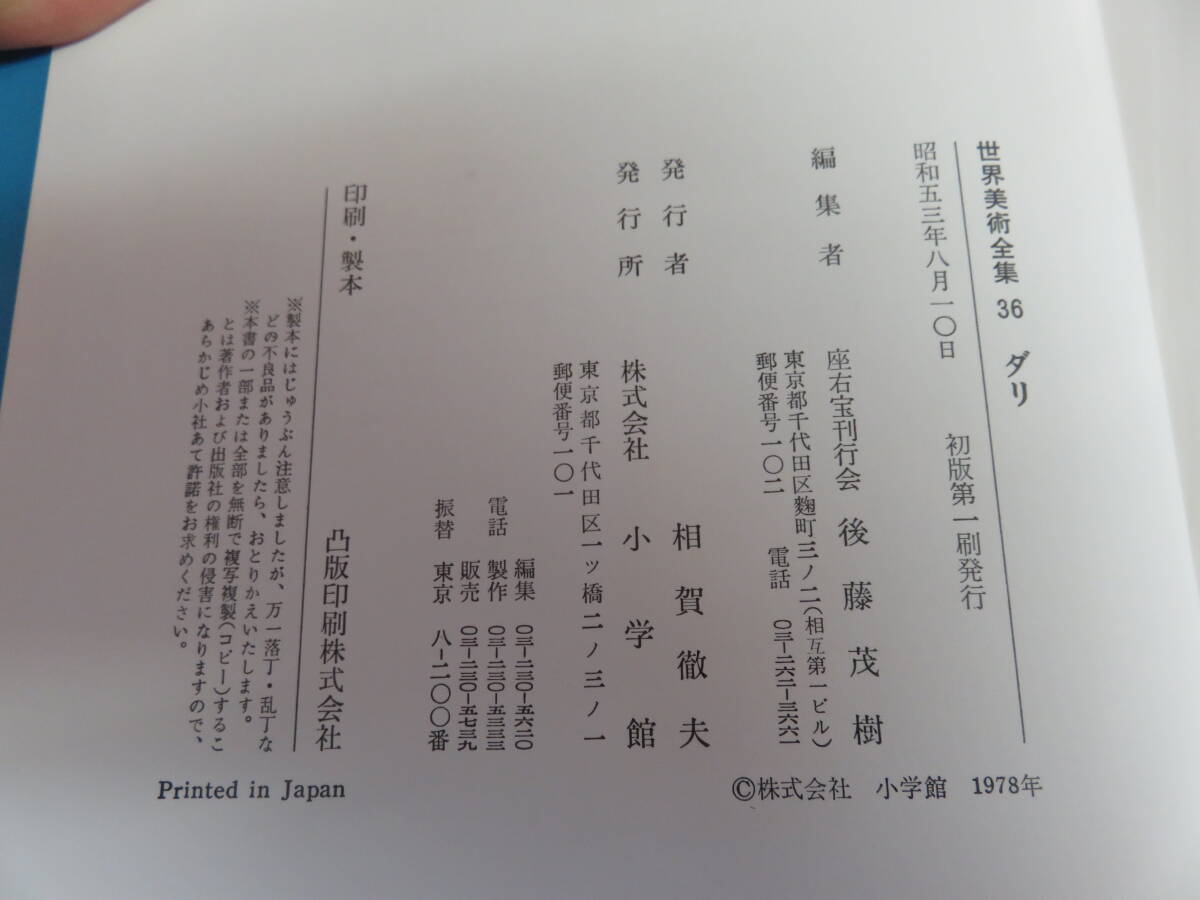 世界美術全集 36 ダリ
昭和五三年八月一〇日 初版第一刷発行
編集者 座右宝刊行会 後藤茂樹
東京都千代田区麴町三ノ二(相互第一ビル)
郵便番号一〇二 電話 〇三-二六二-三六六一
発行者 相賀徹夫
発行所 株式会社 小学館
東京都千代田区一ッ橋二ノ三ノ一
郵便番号一〇一
編集 〇三-二三〇-五六二〇
電話 製作 〇三-二三〇-五三三三
販売 〇三-二三〇-五七三九
振替 東京 八-二〇〇番
印刷・製本 凸版印刷株式会社
※製本にはじゅうぶん注意しましたが、万一落丁・乱丁な
どの不良品がありましたら、おとりかえいたします。
※本書の一部または全部を無断で複写複製(コピー)するこ
とは著作者および出版社の権利の侵害になりますので、
あらかじめ小社あて許諾をお求めください。
©株式会社 小学館 1978年
Printed in Japan